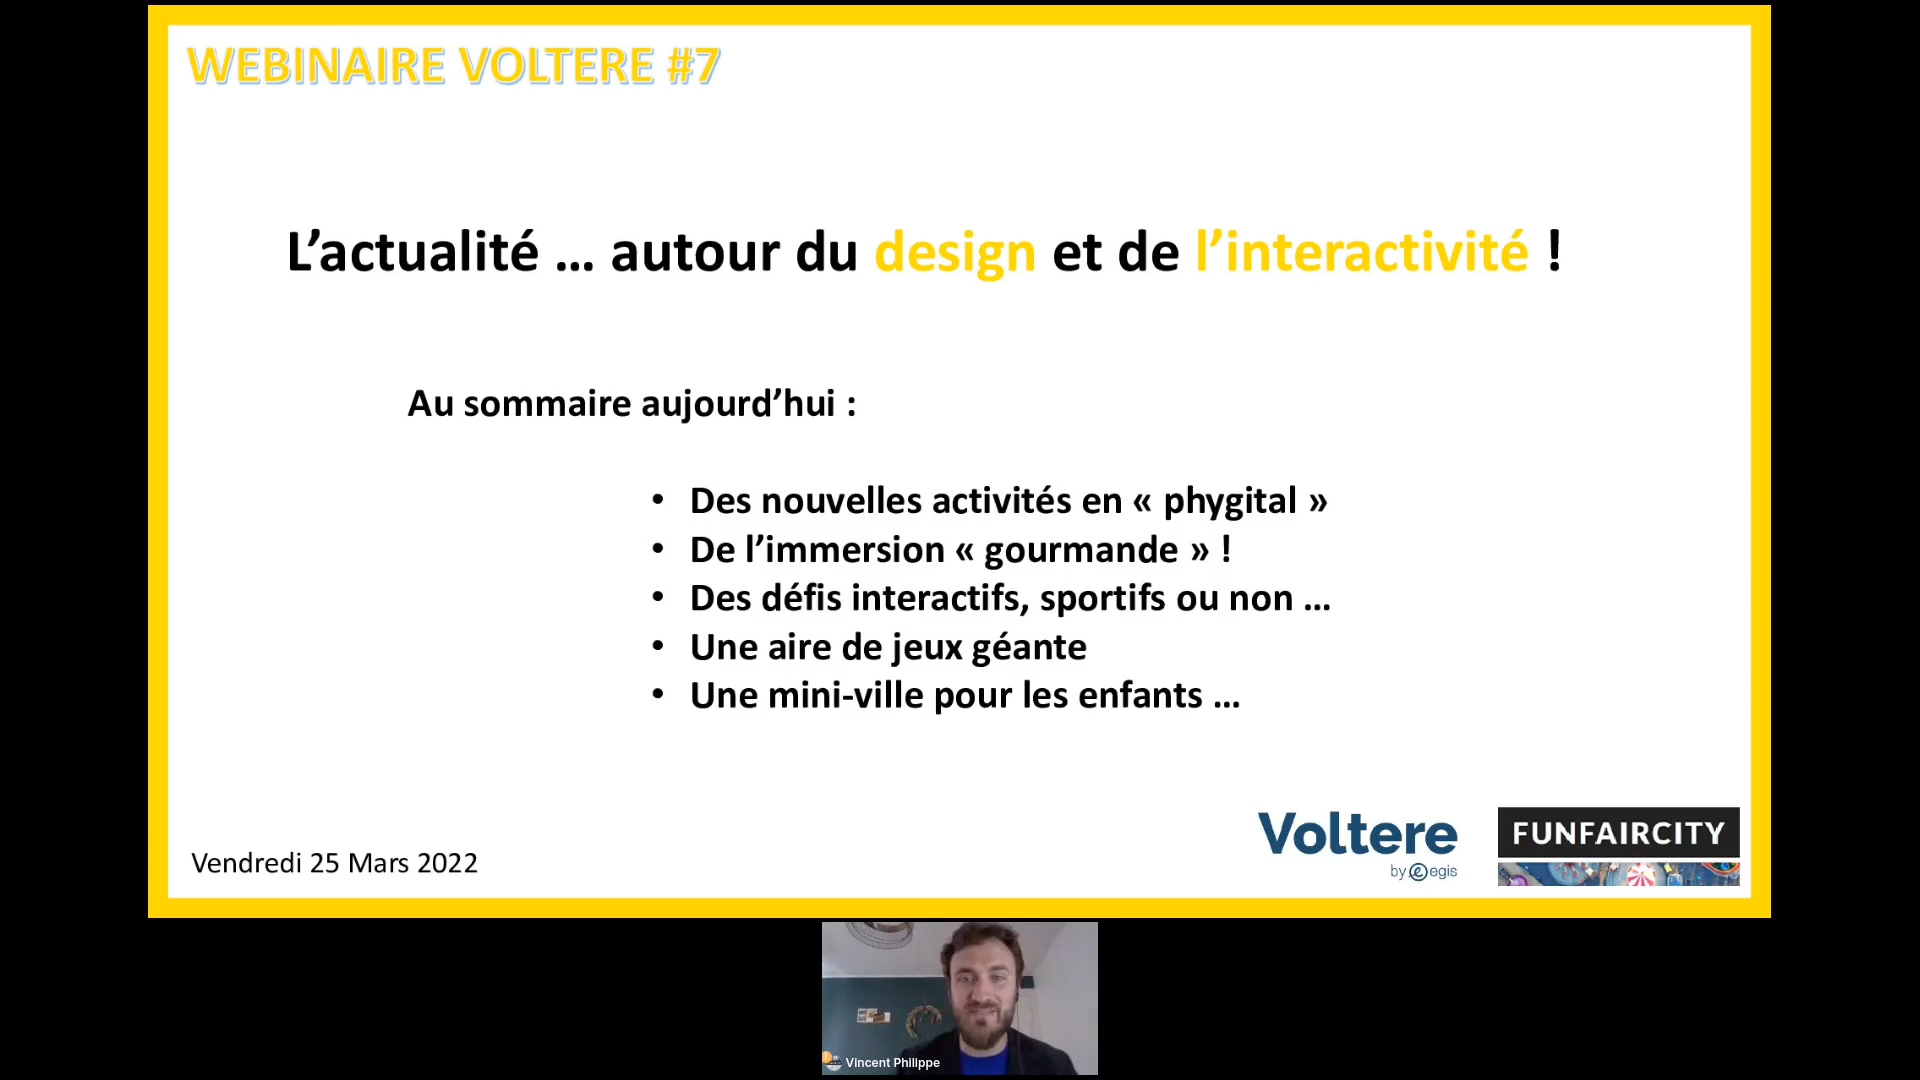 WEBINAIRE VOLTERE #7
L’actualité … autour du design et de l’interactivité !
Au sommaire aujourd’hui :
• Des nouvelles activités en « phygital »
• De l’immersion « gourmande » !
• Des défis interactifs, sportifs ou non …
• Une aire de jeux géante
• Une mini-ville pour les enfants …
Vendredi 25 Mars 2022
Voltere
by egis
FUNFAIRCITY
Vincent Philippe